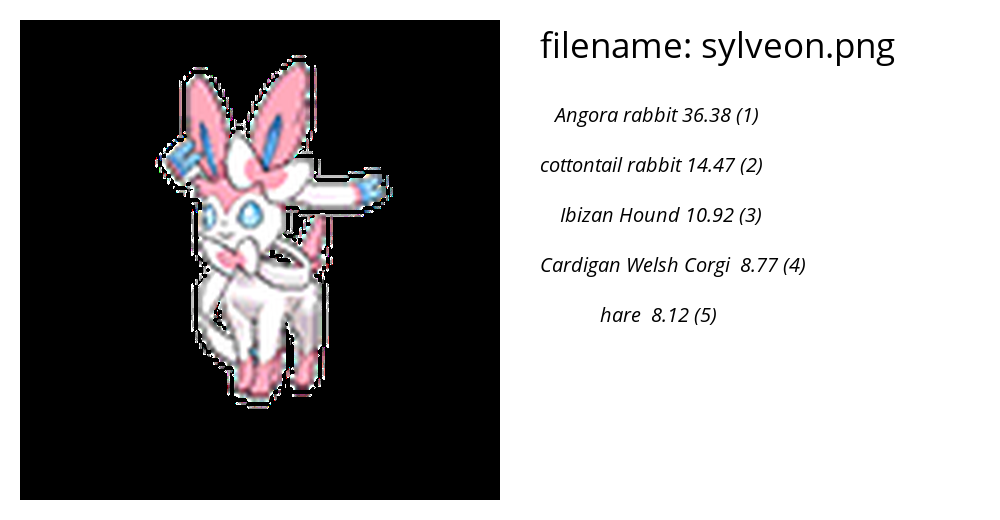 filename: sylveon.png
Angora rabbit 36.38 (1)
cottontail rabbit 14.47 (2)
Ibizan Hound 10.92 (3)
Cardigan Welsh Corgi  8.77 (4)
hare  8.12 (5)